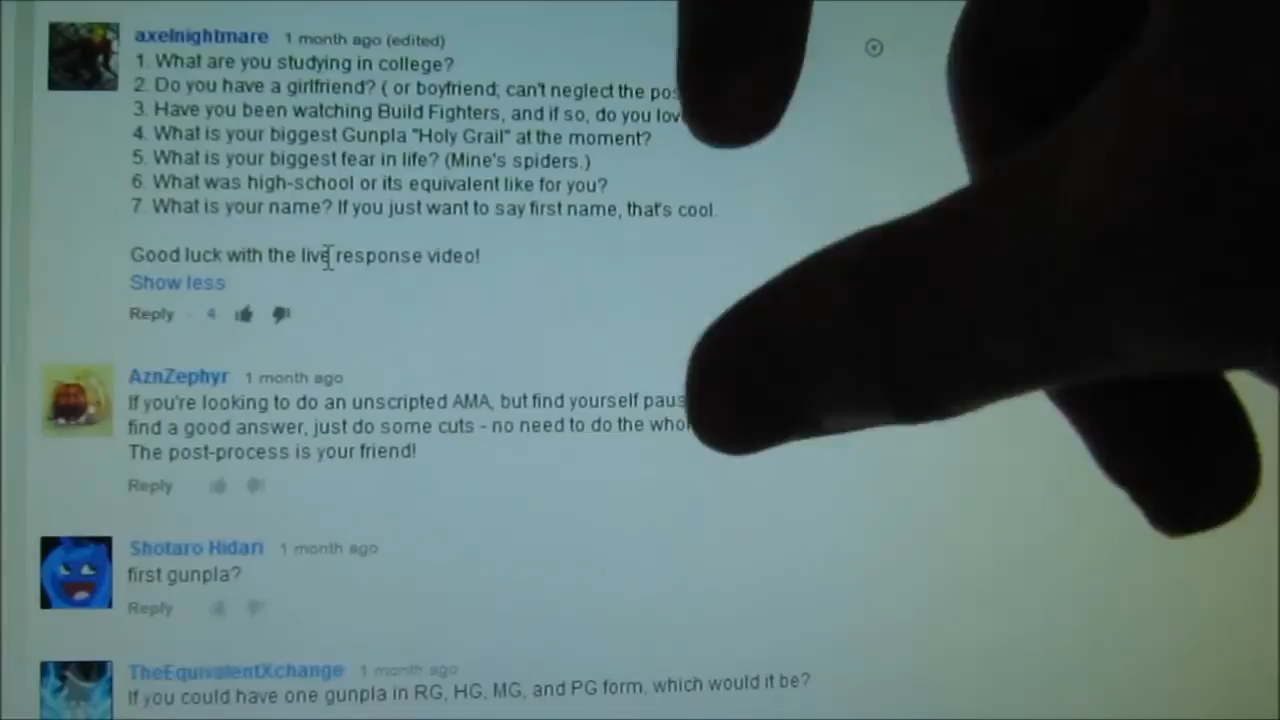 axelnightmare 1 month ago (edited)
1. What are you studying in college?
2. Do you have a girlfriend? ( or boyfriend; can't neglect the
3. Have you been watching Build Fighters, and if so, do you
4. What is your biggest Gunpla "Holy Grail" at the moment?
5. What is your biggest fear in life? (Mine's spiders.)
6. What was high-school or its equivalent like for you?
7. What is your name? If you just want to say first name, that's cool.
Good luck with the live response video!
Show less
Reply · 4
AznZephyr 1 month ago
If you're looking to do an unscripted AMA, but find yourself
find a good answer, just do some cuts - no need to do the
The post-process is your friend!
Reply
Shotaro Hidari 1 month ago
first gunpla?
Reply
TheEquivalentXchange 1 month ago
If you could have one gunpla in RG, HG, MG, and PG form, which would it be?